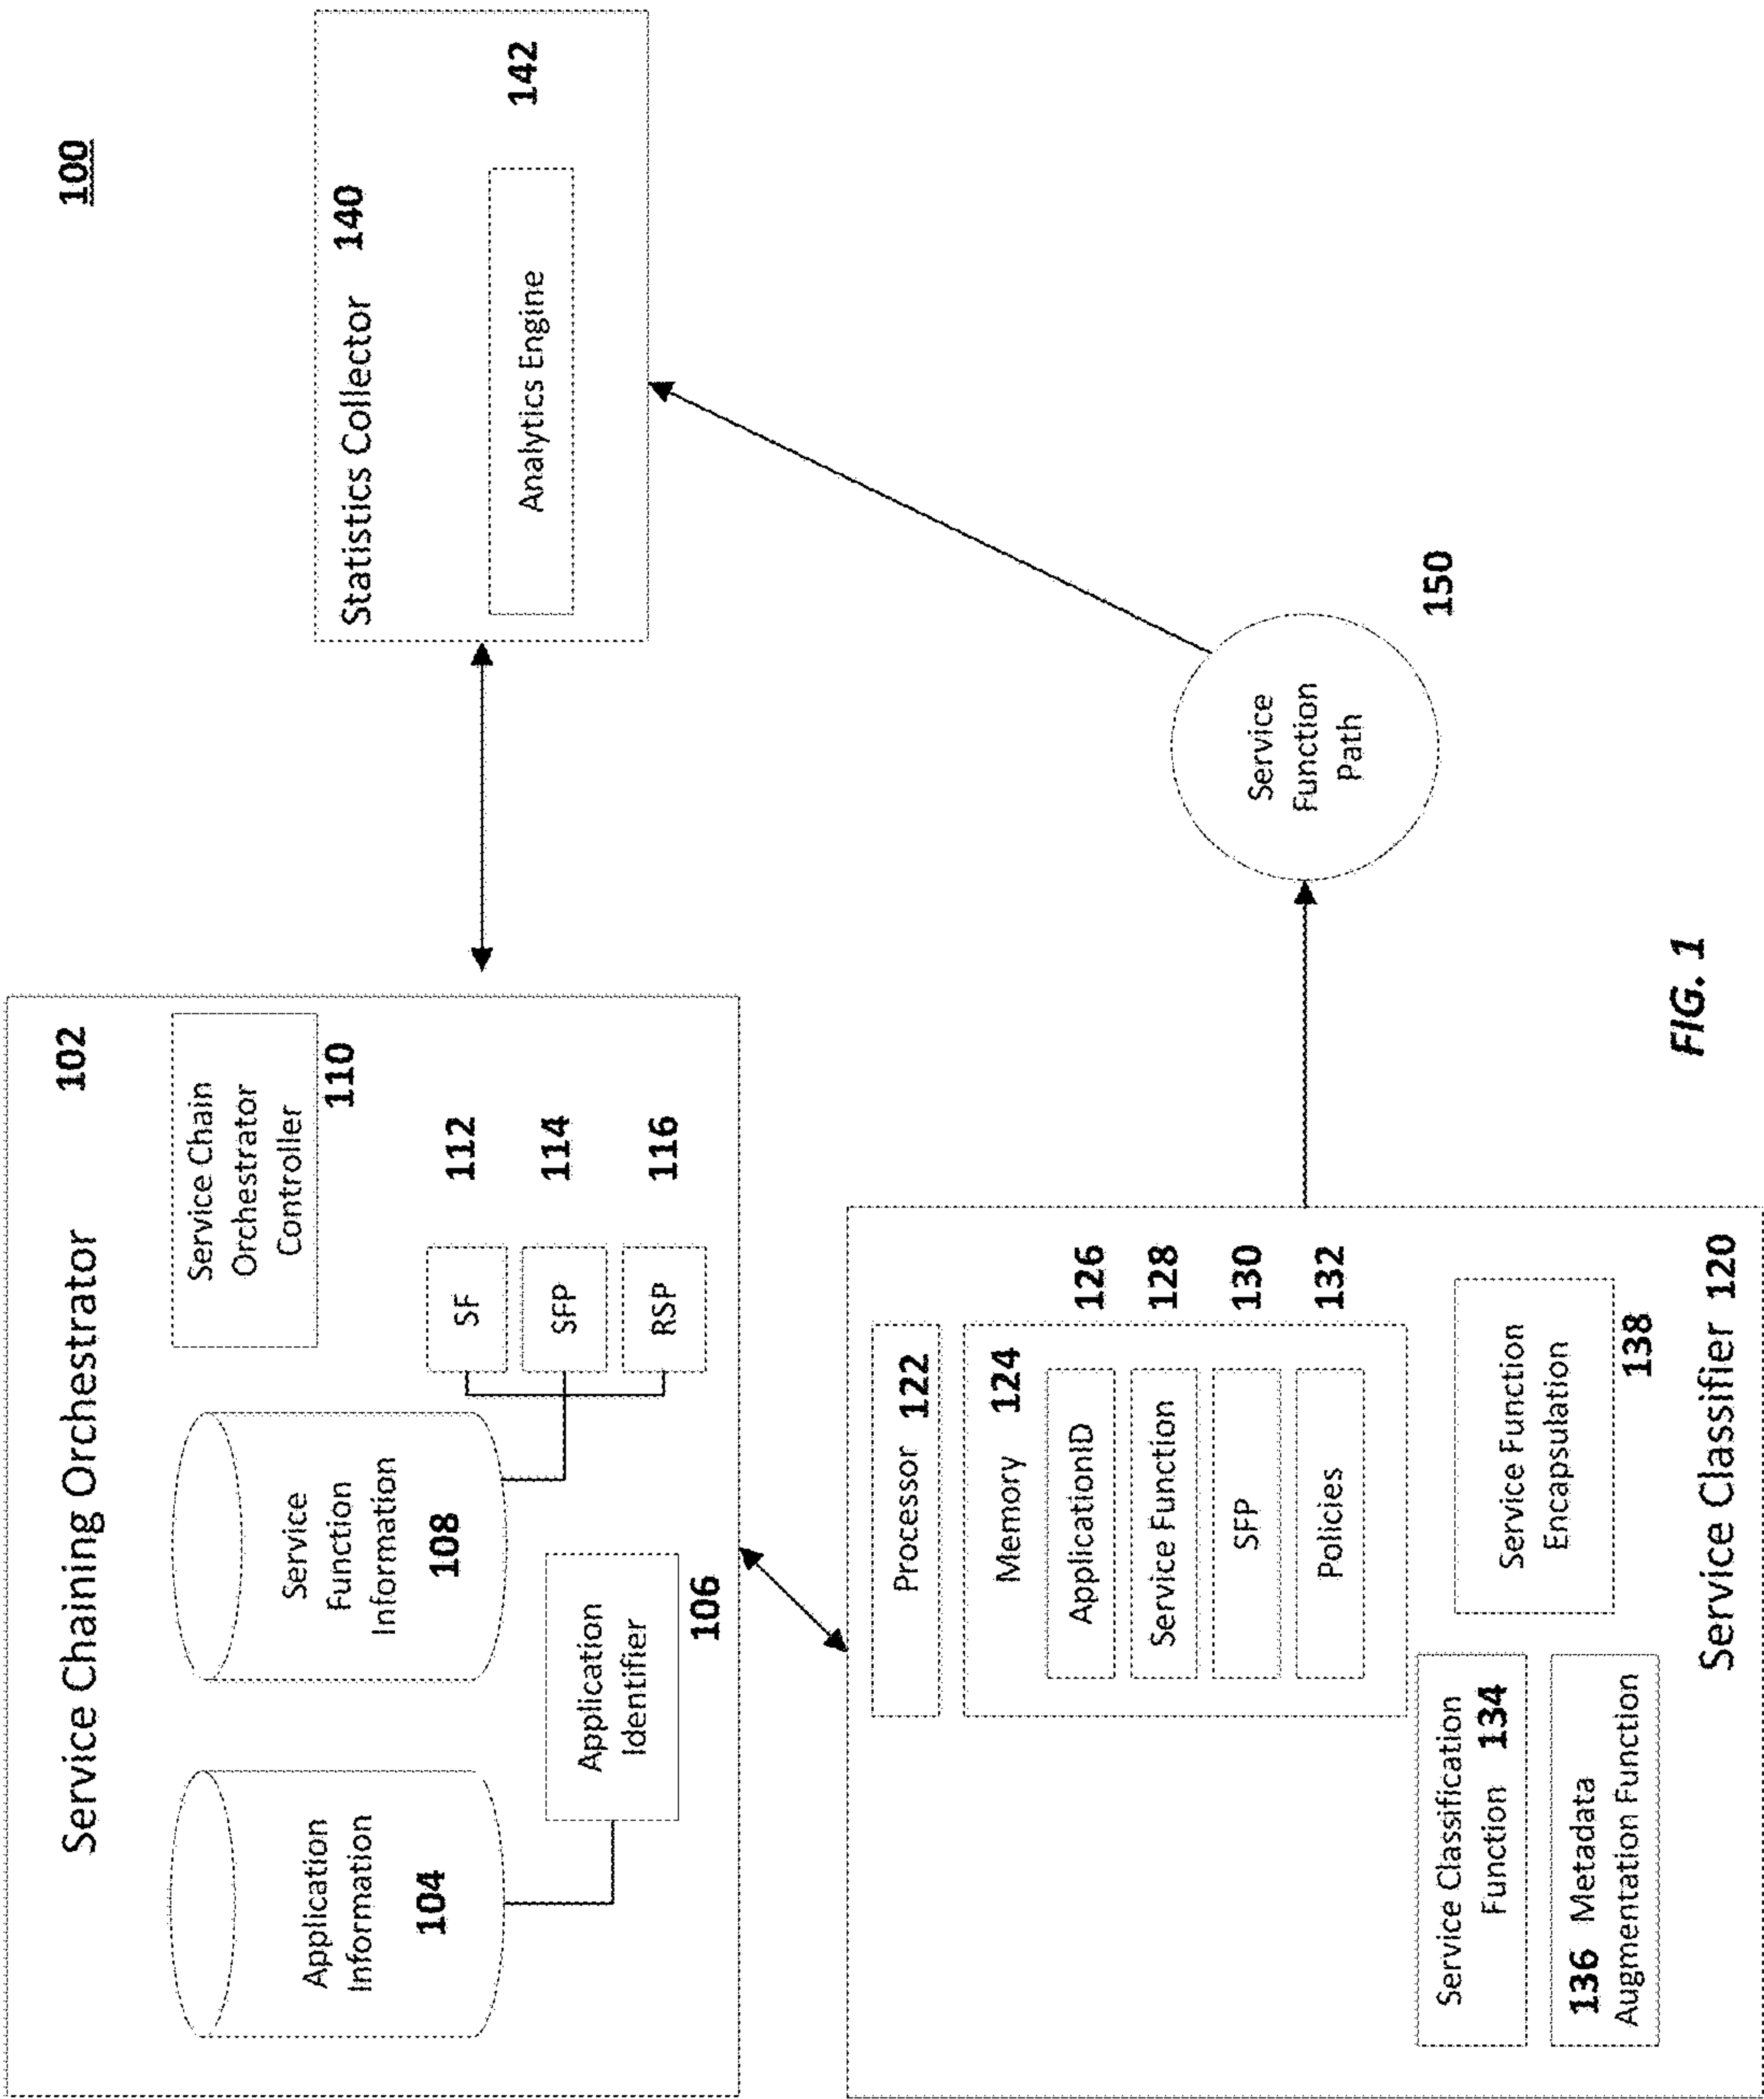 100
Service Chaining Orchestrator 102
Application
Information
104
Service
Function
Information
108
Service Chain
Orchestrator
Controller
110
Application
Identifier
106
SF 112
SFP 114
RSP 116
Statistics Collector 140
Analytics Engine
142
Processor 122
Memory 124
ApplicationID 126
Service Function 128
SFP 130
Policies 132
Service Classification
Function 134
136 Metadata
Augmentation Function
Service Function
Encapsulation
138
Service Classifier 120
Service
Function
Path
150
FIG. 1